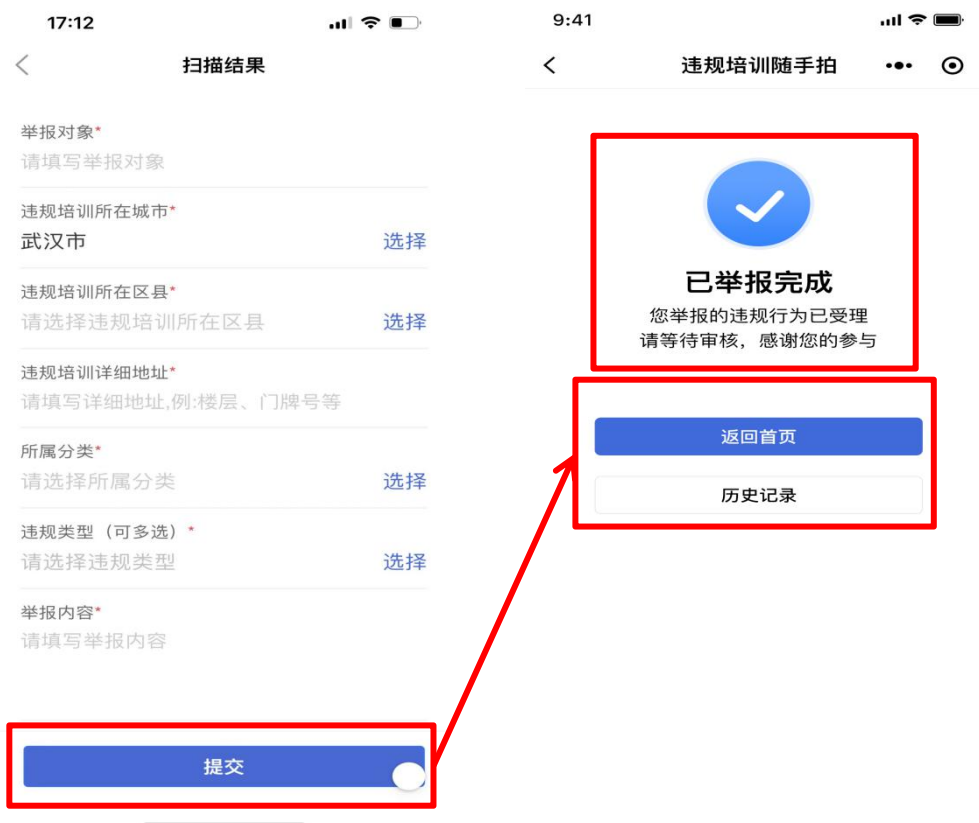 17:12
扫描结果
举报对象*
请填写举报对象
违规培训所在城市*
武汉市
选择
违规培训所在区县*
请选择违规培训所在区县
选择
违规培训详细地址*
请填写详细地址,例:楼层、门牌号等
所属分类*
请选择所属分类
选择
违规类型（可多选）*
请选择违规类型
选择
举报内容*
请填写举报内容
提交
9:41
违规培训随手拍
已举报完成
您举报的违规行为已受理
请等待审核，感谢您的参与
返回首页
历史记录